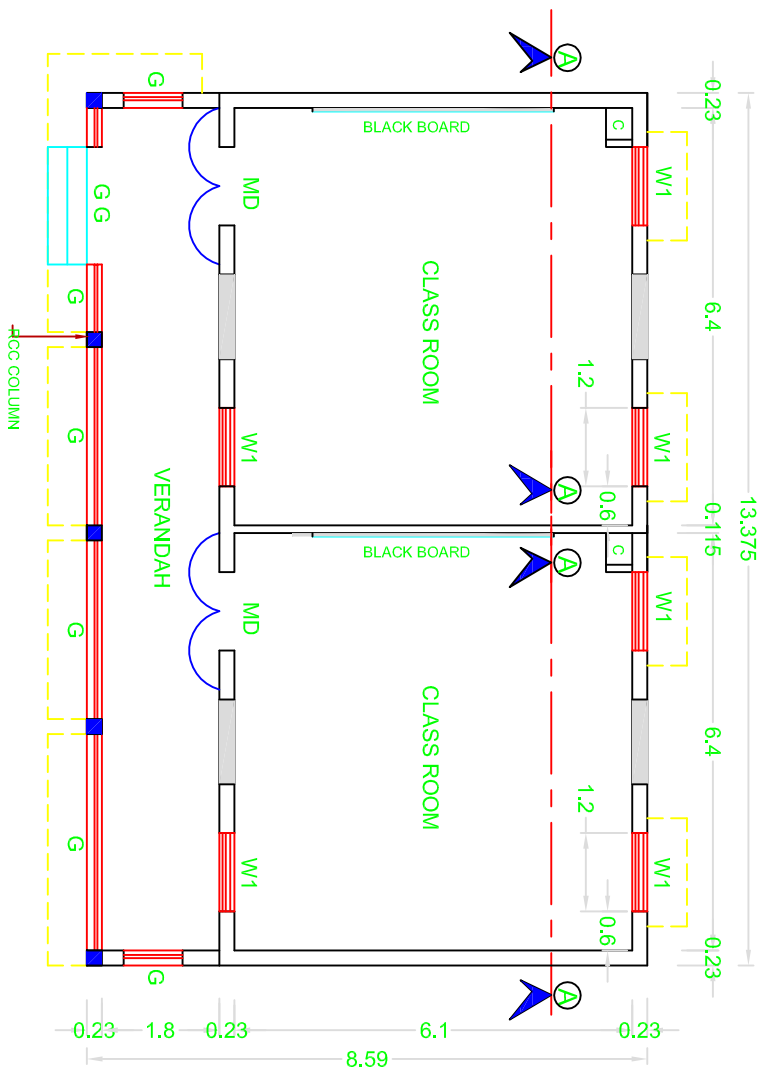 G
A
0.23
BLACK BOARD
C
W1
MD
G G
CLASS ROOM
6.4
G
RCC COLUMN
1.2
G
W1
W1
VERANDAH
A
0.6
13.375
0.115
BLACK BOARD
A
C
W1
MD
G
CLASS ROOM
6.4
1.2
G
W1
W1
0.6
0.23
G
A
0.23
1.8
0.23
6.1
0.23
8.59